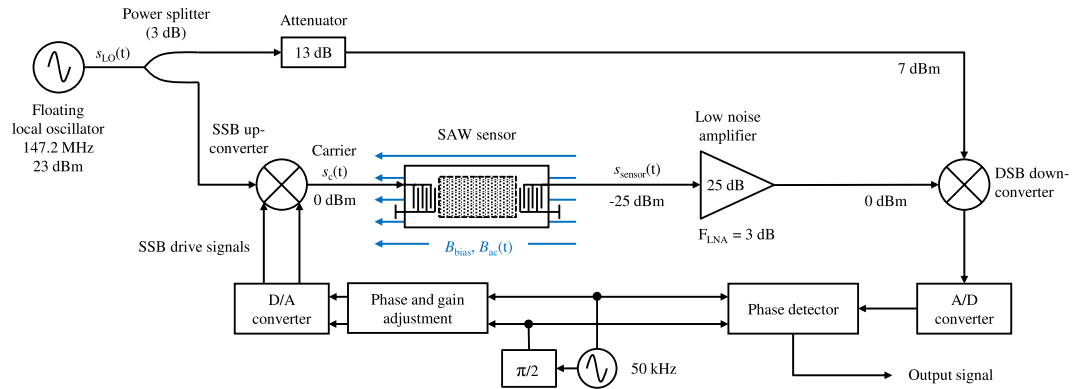 Power splitter
(3 dB)
Attenuator
s_LO(t)
13 dB
7 dBm
Floating
local oscillator
147.2 MHz
23 dBm
SSB up-
converter
Carrier
s_c(t)
0 dBm
SAW sensor
s_sensor(t)
-25 dBm
Low noise
amplifier
25 dB
F_LNA = 3 dB
0 dBm
DSB down-
converter
SSB drive signals
B_bias, B_ac(t)
D/A
converter
Phase and gain
adjustment
Phase detector
A/D
converter
π/2
50 kHz
Output signal